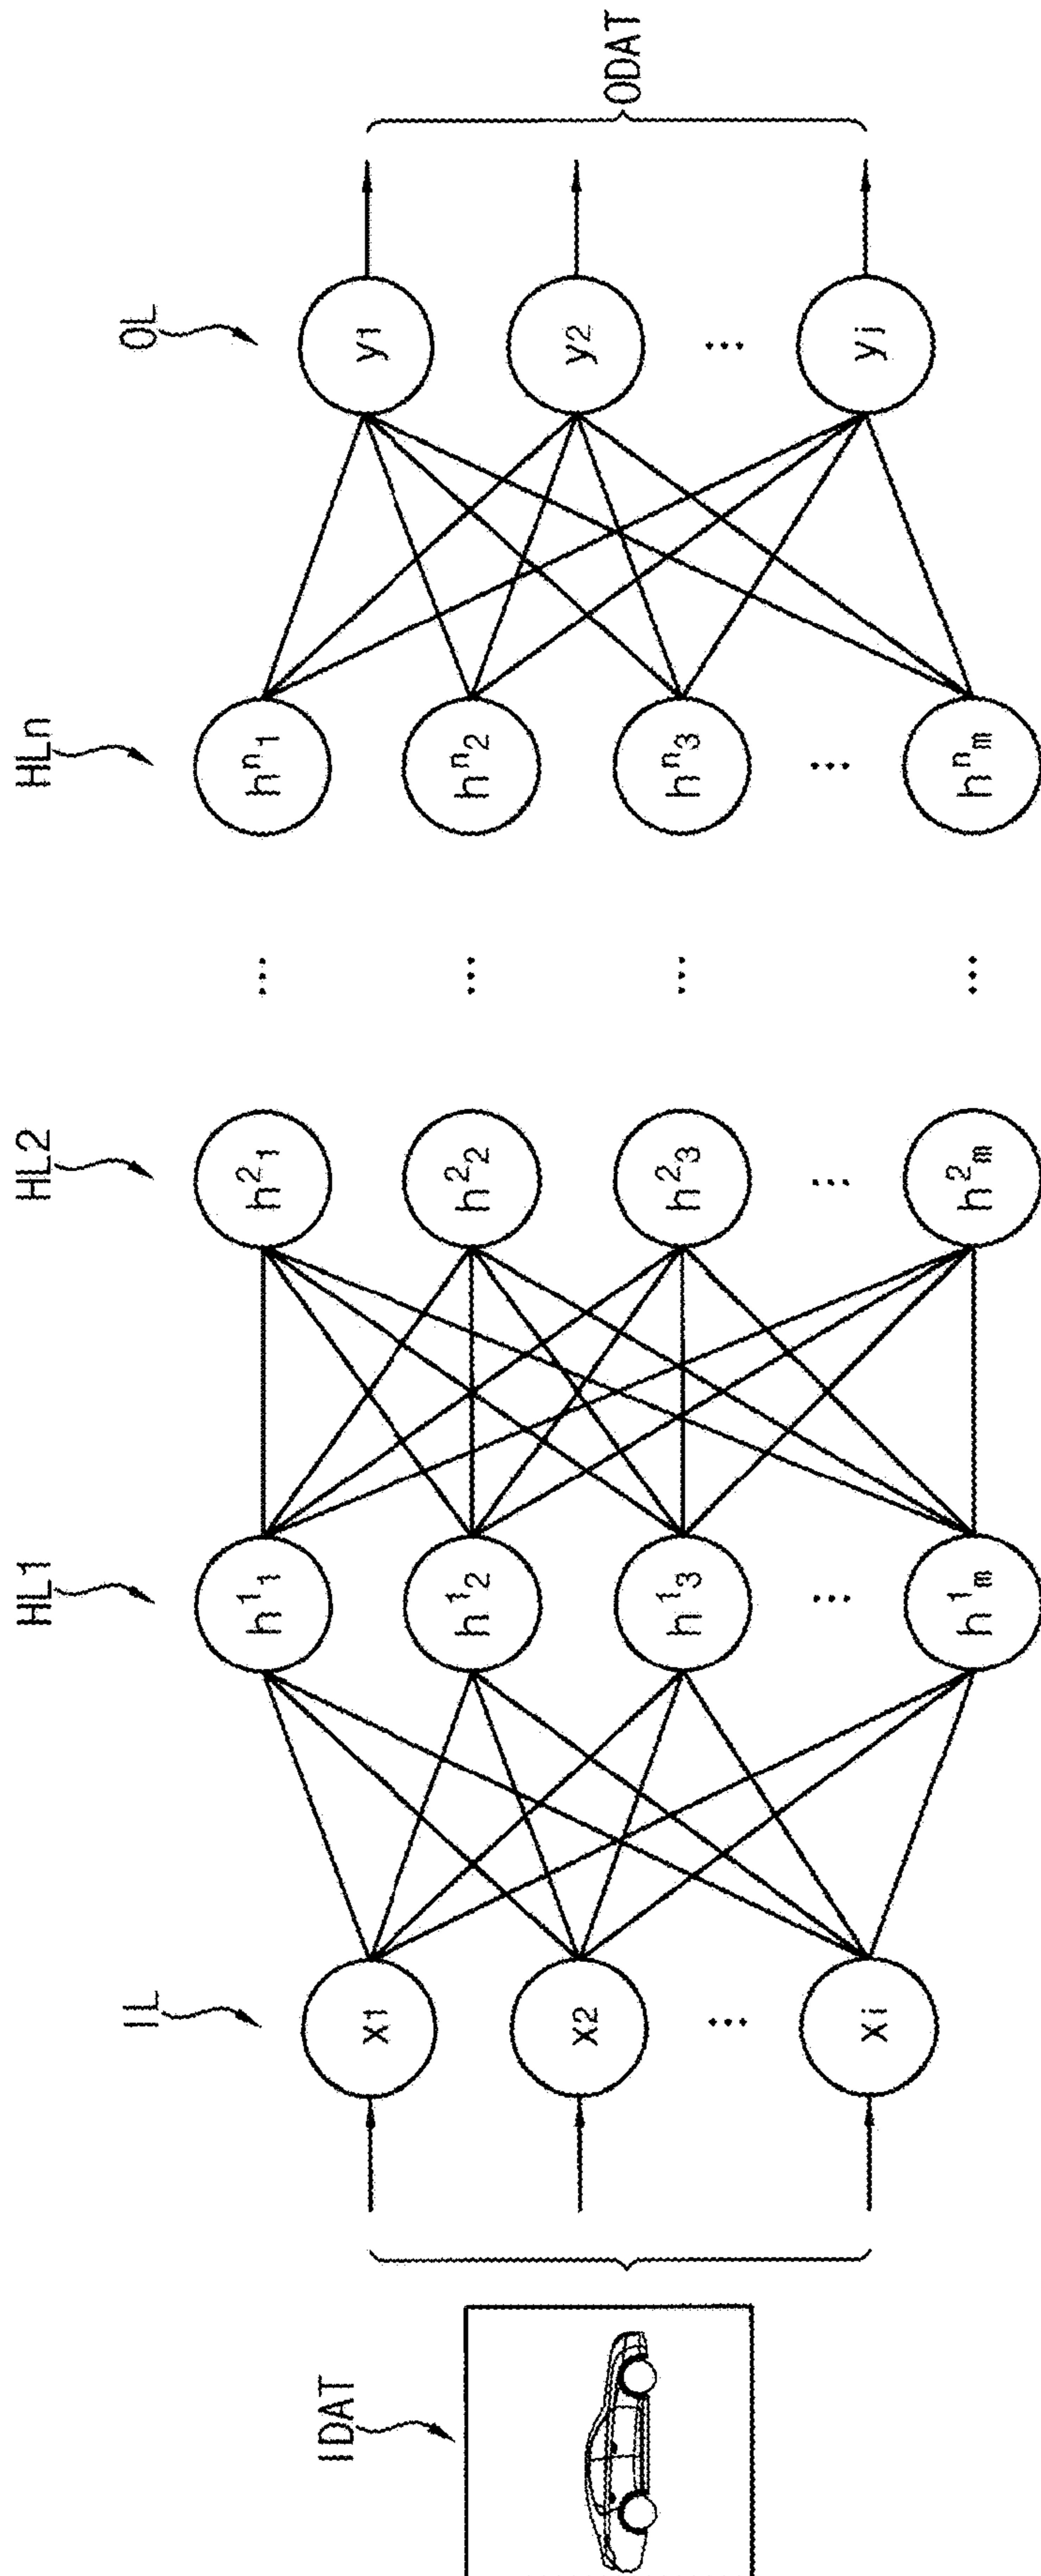 IDAT
IL
HL1
HL2
HLn
OL
x1
x2
⋮
xi
h¹1
h¹2
h¹3
⋮
h¹m
h²1
h²2
h²3
⋮
h²m
...
...
...
...
hⁿ1
hⁿ2
hⁿ3
⋮
hⁿm
y1
y2
⋮
yj
ODAT